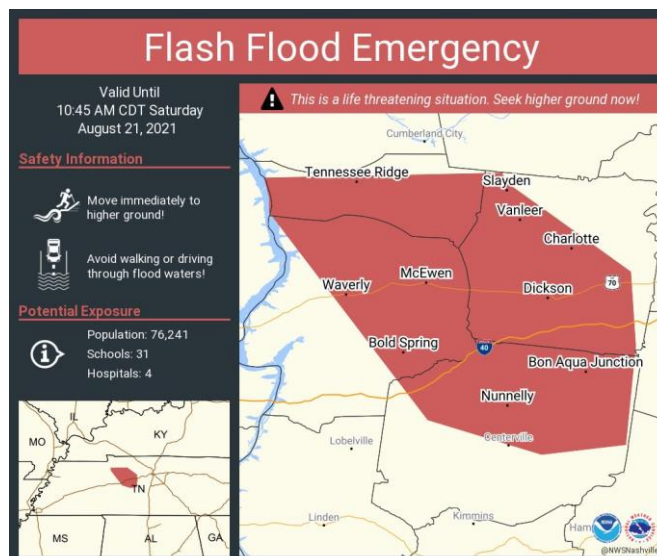 Flash Flood Emergency
Valid Until
10:45 AM CDT Saturday
August 21, 2021
Safety Information
Move immediately to
higher ground!
Avoid walking or driving
through flood waters!
Potential Exposure
Population: 76,241
Schools: 31
Hospitals: 4
This is a life threatening situation. Seek higher ground now!
Cumberland City
Tennessee Ridge
Slayden
Vanleer
Charlotte
McEwen
70
Waverly
Dickson
Bold Spring
40
Bon Aqua Junction
Nunnelly
Centerville
Lobelville
Linden
Kimmins
@NWSNashville
IL
MO
KY
TN
MS
AL
GA